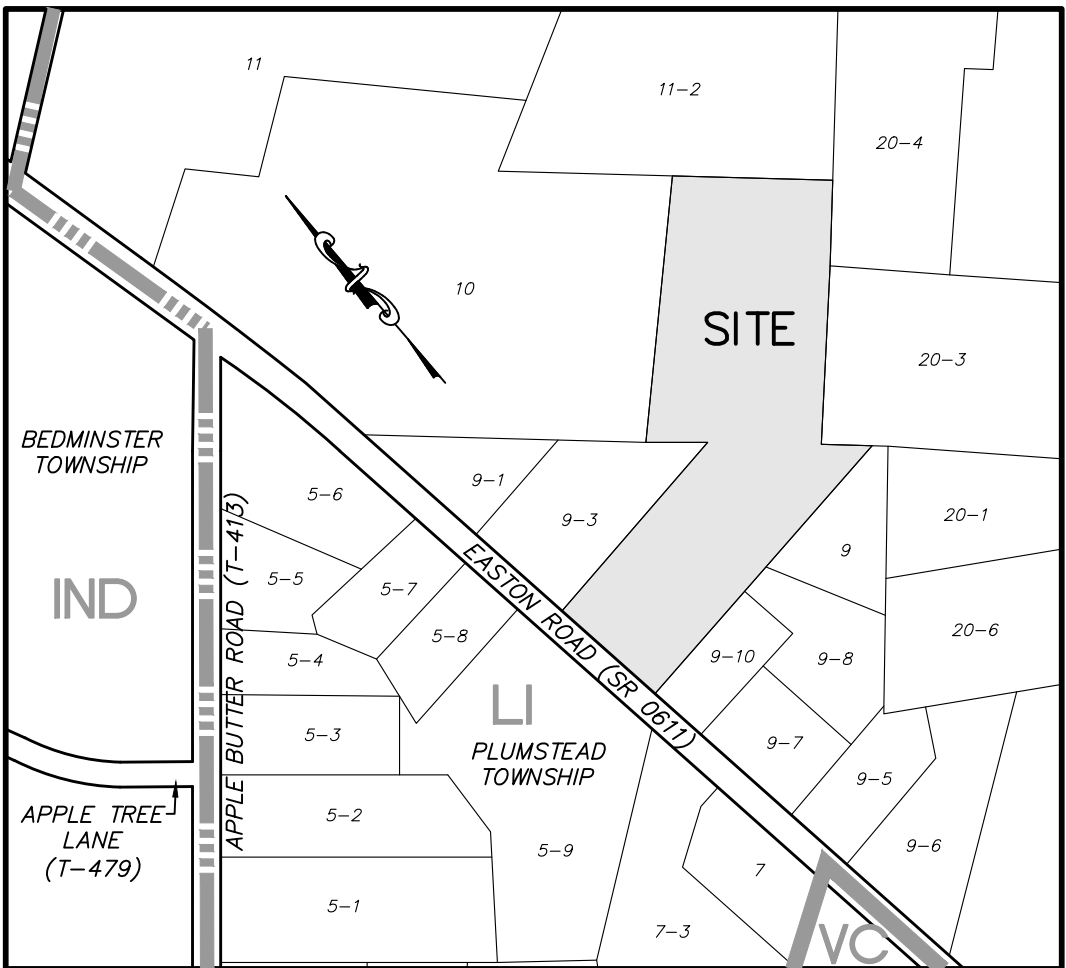 11
11-2
20-4
10
SITE
20-3
BEDMINSTER
TOWNSHIP
5-6
9-1
9-3
9
20-1
IND
5-5
5-7
5-8
EASTON ROAD (SR 0611)
APPLE BUTTER ROAD (T-413)
5-4
9-10
9-8
20-6
5-3
LI
PLUMSTEAD
TOWNSHIP
9-7
9-5
APPLE TREE
LANE
(T-479)
5-2
5-9
9-6
7
5-1
7-3
VC